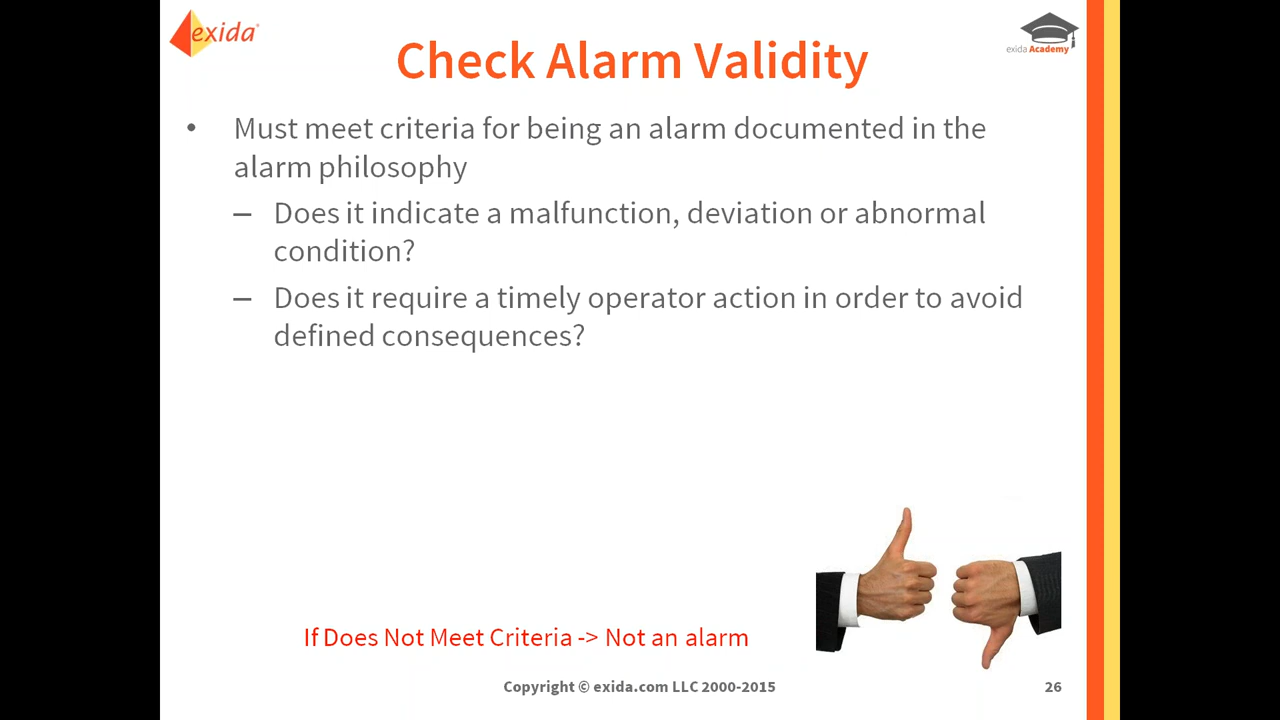 exida
exida Academy
Check Alarm Validity
• Must meet criteria for being an alarm documented in the
alarm philosophy
– Does it indicate a malfunction, deviation or abnormal
condition?
– Does it require a timely operator action in order to avoid
defined consequences?
If Does Not Meet Criteria -> Not an alarm
Copyright © exida.com LLC 2000-2015
26